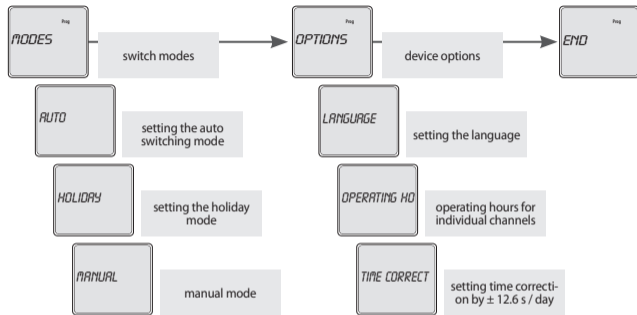 Prog
MODES
switch modes
Prog
OPTIONS
device options
Prog
END
AUTO
setting the auto
switching mode
LANGUAGE
setting the language
HOLIDAY
setting the holiday
mode
OPERATING HO
operating hours for
individual channels
MANUAL
manual mode
TIME CORRECT
setting time correcti-
on by ± 12.6 s / day